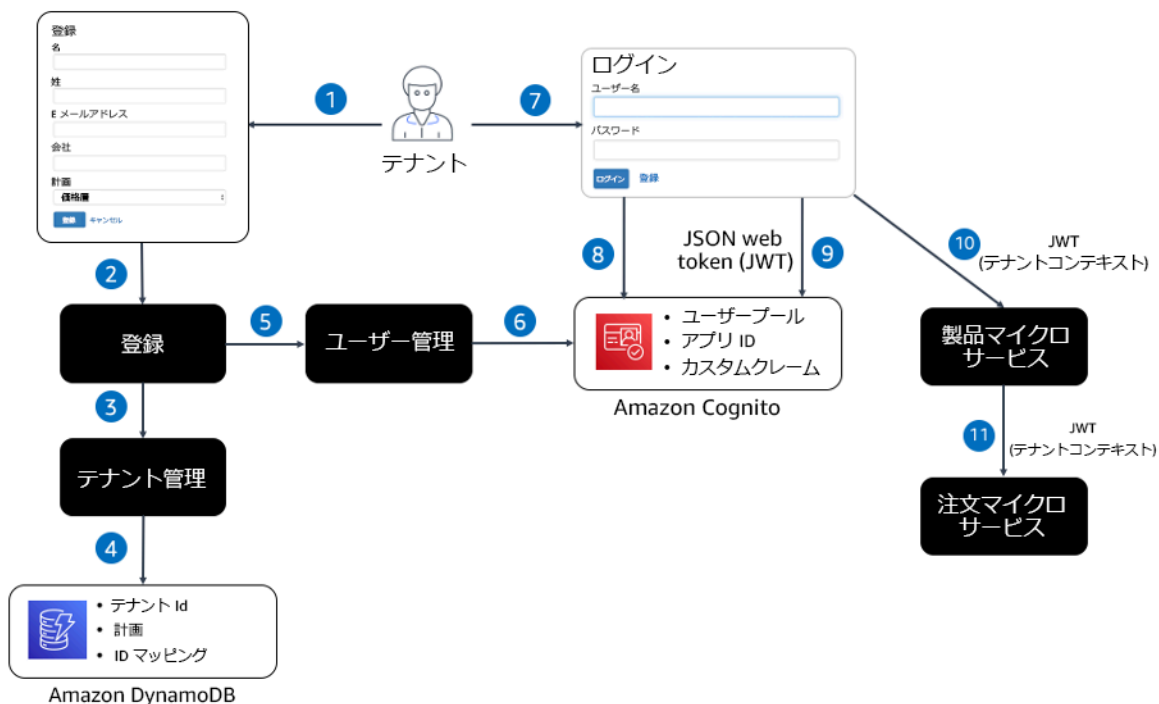 登録
名
姓
E メールアドレス
会社
計画
価格層
登録 キャンセル
1
テナント
7
ログイン
ユーザー名
パスワード
ログイン 登録
2
8
JSON web
token (JWT)
9
10
JWT
(テナントコンテキスト)
登録
5
ユーザー管理
6
• ユーザープール
• アプリ ID
• カスタムクレーム
Amazon Cognito
製品マイクロ
サービス
3
11
JWT
(テナントコンテキスト)
テナント管理
注文マイクロ
サービス
4
• テナント Id
• 計画
• ID マッピング
Amazon DynamoDB